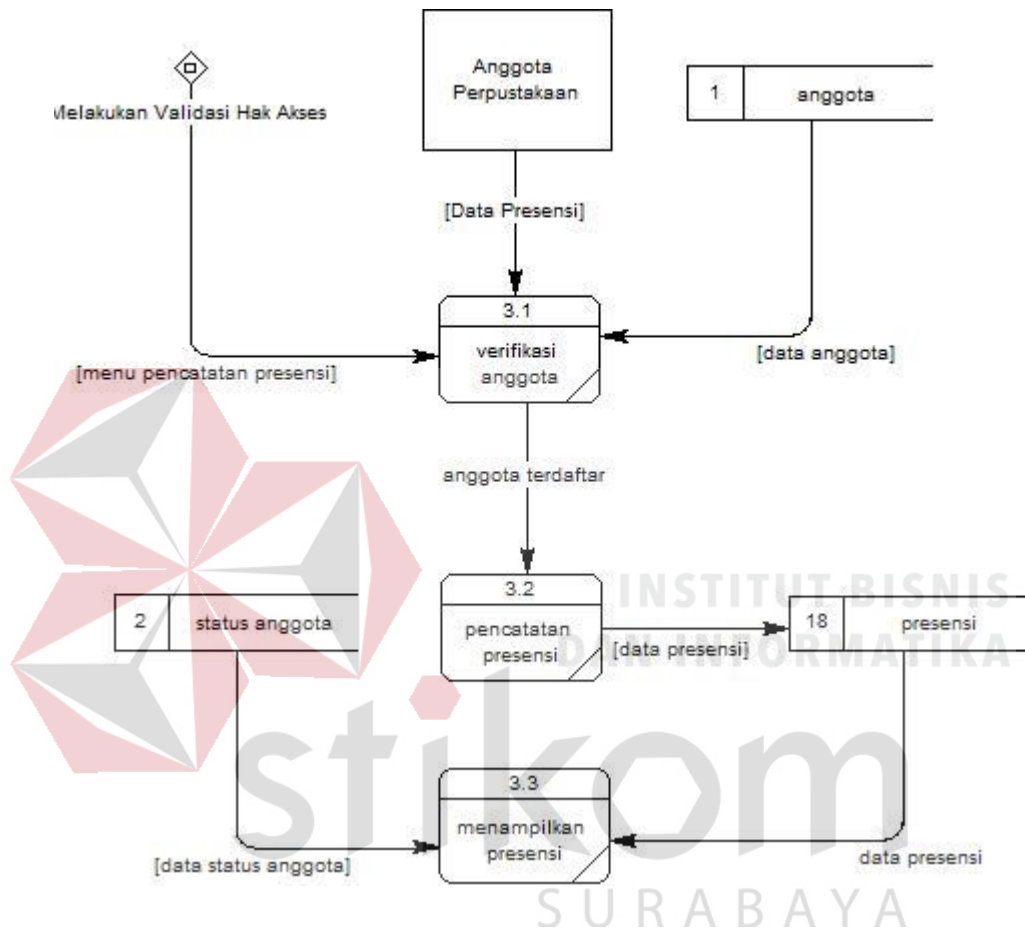 Anggota
Perpustakaan
1 anggota
Melakukan Validasi Hak Akses
[Data Presensi]
3.1
verifikasi
anggota
[data anggota]
[menu pencatatan presensi]
anggota terdaftar
3.2
pencatatan
presensi
INSTITUT BISNIS
DAN INFORMATIKA
2 status anggota
[data presensi]
18 presensi
stikom
3.3
menampilkan
presensi
[data status anggota]
data presensi
SURABAYA